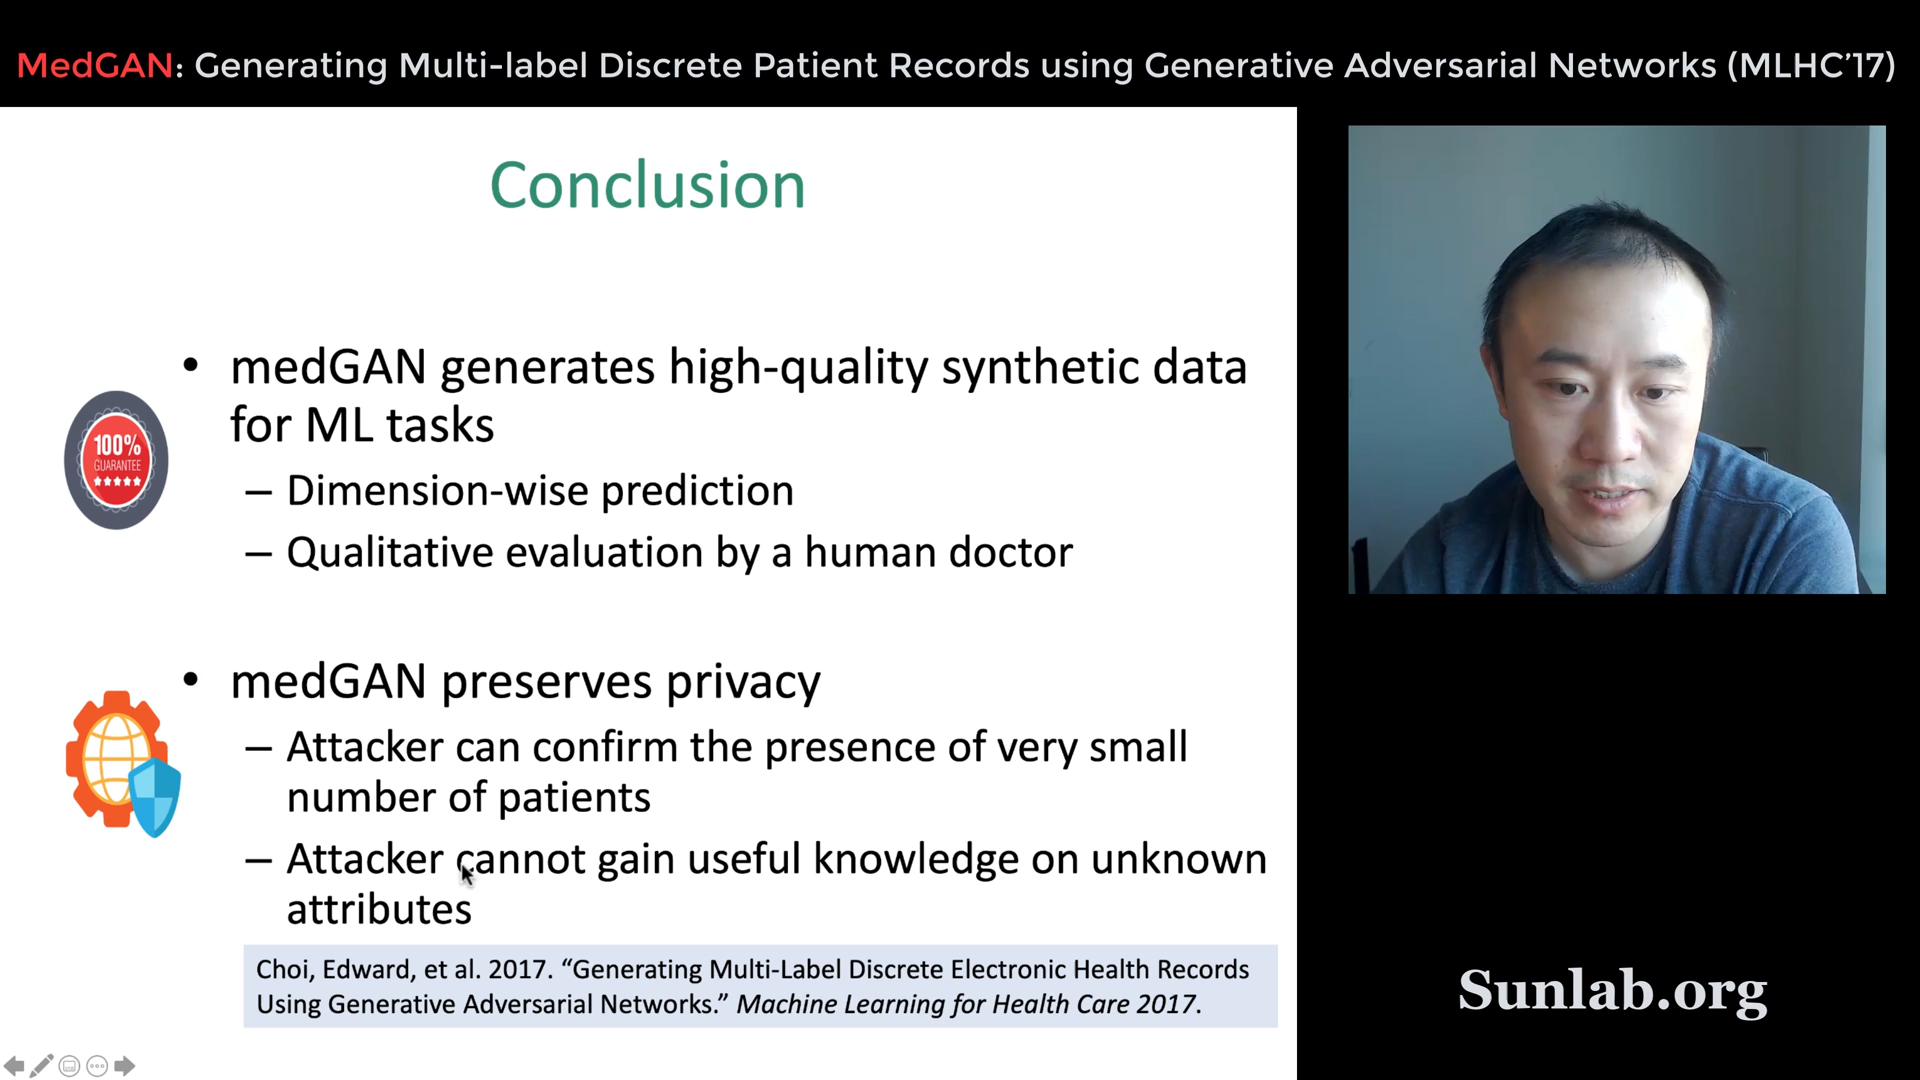 MedGAN: Generating Multi-label Discrete Patient Records using Generative Adversarial Networks (MLHC’17)
Conclusion
• medGAN generates high-quality synthetic data
for ML tasks
– Dimension-wise prediction
– Qualitative evaluation by a human doctor
100%
GUARANTEE
• medGAN preserves privacy
– Attacker can confirm the presence of very small
number of patients
– Attacker cannot gain useful knowledge on unknown
attributes
Choi, Edward, et al. 2017. “Generating Multi-Label Discrete Electronic Health Records
Using Generative Adversarial Networks.” Machine Learning for Health Care 2017.
Sunlab.org